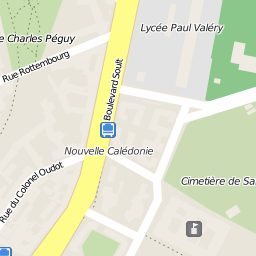 Lycée Paul Valéry
e Charles Péguy
Rue Rottembourg
Boulevard Soult
Nouvelle Calédonie
Cimetière de Sa
Rue du Colonel Oudot